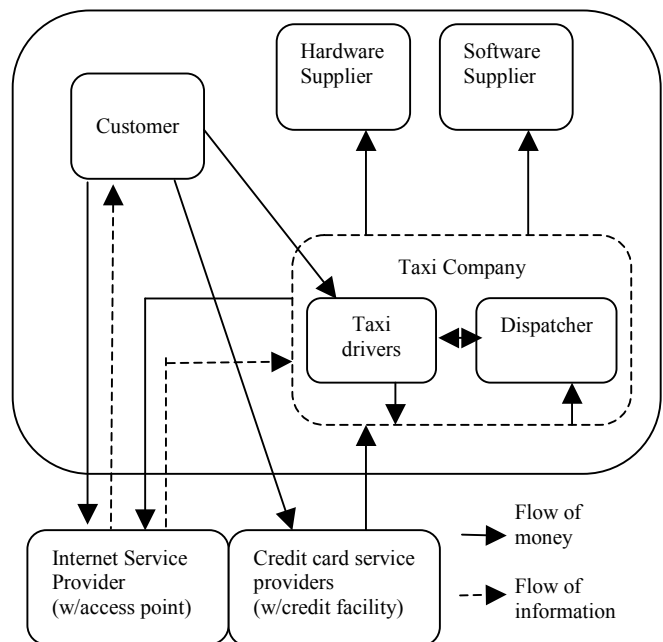 Hardware
Supplier
Software
Supplier
Customer
Taxi Company
Taxi
drivers
Dispatcher
Internet Service
Provider
(w/access point)
Credit card service
providers
(w/credit facility)
Flow of
money
Flow of
information